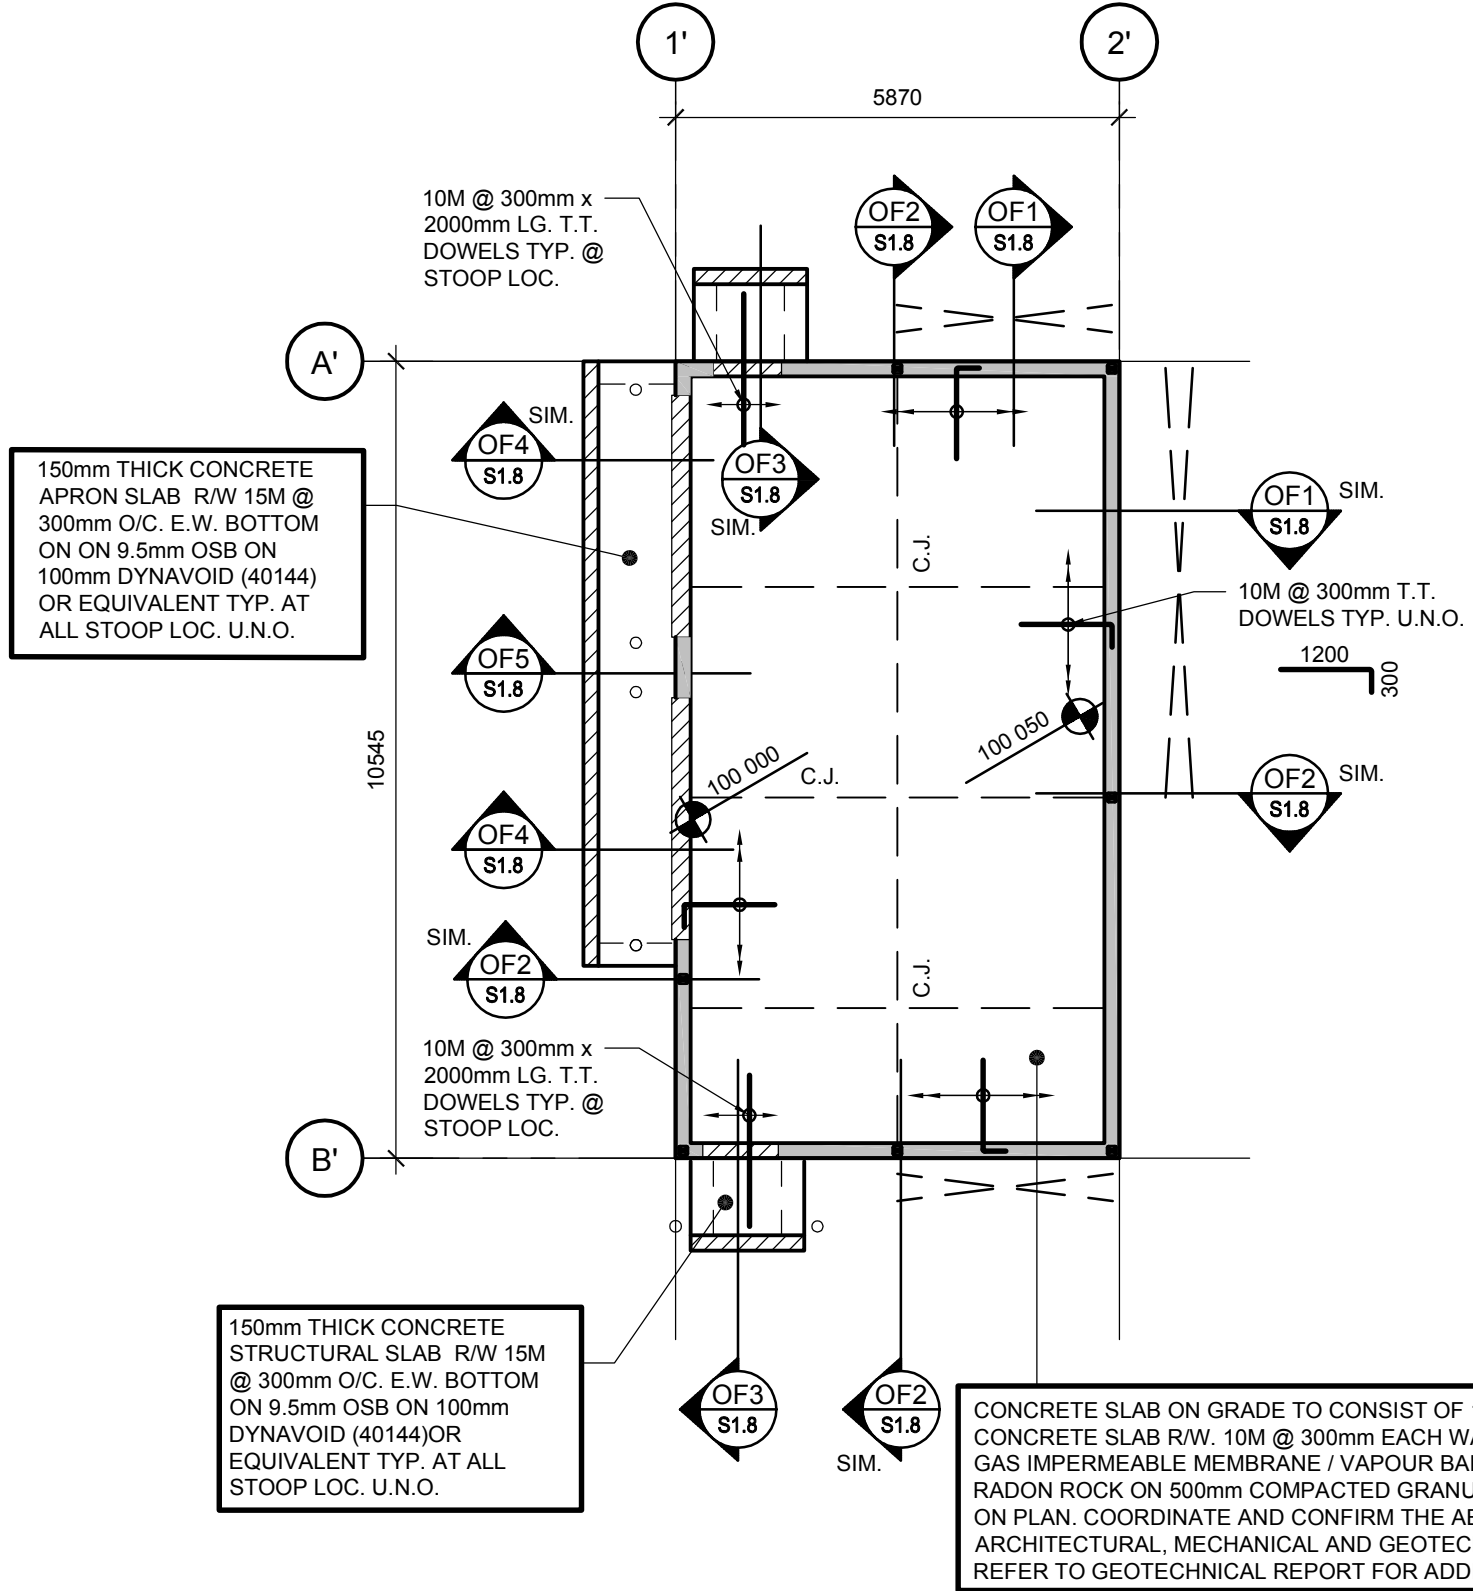 1'
2'
5870
10M @ 300mm x
2000mm LG. T.T.
DOWELS TYP. @
STOOP LOC.
OF2
S1.8
OF1
S1.8
A'
SIM.
OF4
S1.8
OF3
S1.8
SIM.
150mm THICK CONCRETE
APRON SLAB R/W 15M @
300mm O/C. E.W. BOTTOM
ON ON 9.5mm OSB ON
100mm DYNAVOID (40144)
OR EQUIVALENT TYP. AT
ALL STOOP LOC. U.N.O.
OF1
S1.8
SIM.
C.J.
10M @ 300mm T.T.
DOWELS TYP. U.N.O.
1200
300
OF5
S1.8
10545
100 000
C.J.
100 050
OF2
S1.8
SIM.
OF4
S1.8
SIM.
OF2
S1.8
C.J.
10M @ 300mm x
2000mm LG. T.T.
DOWELS TYP. @
STOOP LOC.
B'
150mm THICK CONCRETE
STRUCTURAL SLAB R/W 15M
@ 300mm O/C. E.W. BOTTOM
ON 9.5mm OSB ON 100mm
DYNAVOID (40144)OR
EQUIVALENT TYP. AT ALL
STOOP LOC. U.N.O.
OF3
S1.8
OF2
S1.8
SIM.
CONCRETE SLAB ON GRADE TO CONSIST OF
CONCRETE SLAB R/W. 10M @ 300mm EACH
GAS IMPERMEABLE MEMBRANE / VAPOUR
RADON ROCK ON 500mm COMPACTED
ON PLAN. COORDINATE AND CONFIRM THE
ARCHITECTURAL, MECHANICAL AND
REFER TO GEOTECHNICAL REPORT FOR ADD